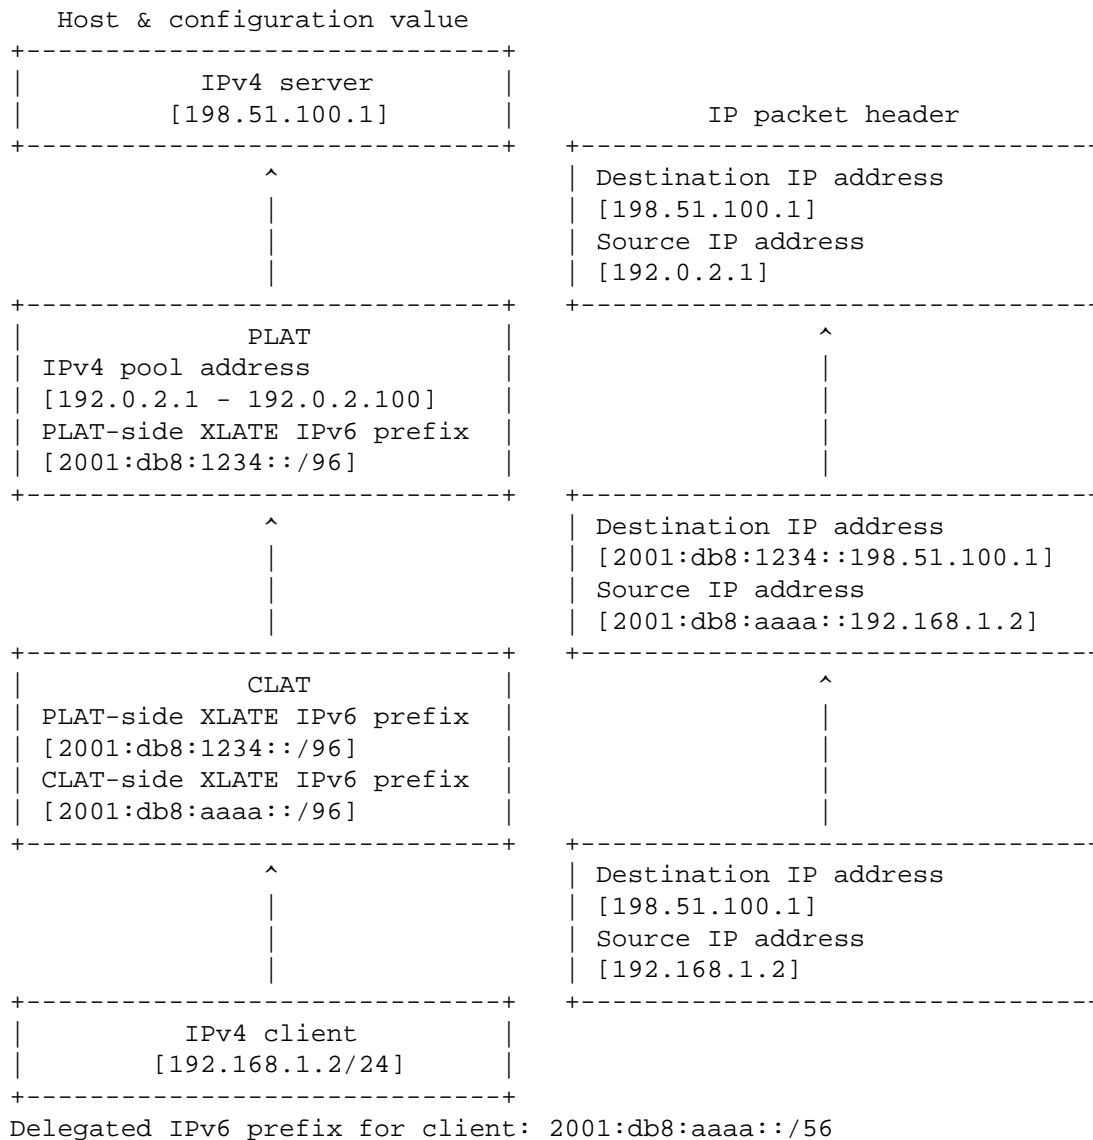 Host & configuration value
IPv4 server
[198.51.100.1]
IP packet header
Destination IP address
[198.51.100.1]
Source IP address
[192.0.2.1]
PLAT
IPv4 pool address
[192.0.2.1 - 192.0.2.100]
PLAT-side XLATE IPv6 prefix
[2001:db8:1234::/96]
Destination IP address
[2001:db8:1234::198.51.100.1]
Source IP address
[2001:db8:aaaa::192.168.1.2]
CLAT
PLAT-side XLATE IPv6 prefix
[2001:db8:1234::/96]
CLAT-side XLATE IPv6 prefix
[2001:db8:aaaa::/96]
Destination IP address
[198.51.100.1]
Source IP address
[192.168.1.2]
IPv4 client
[192.168.1.2/24]
Delegated IPv6 prefix for client: 2001:db8:aaaa::/56